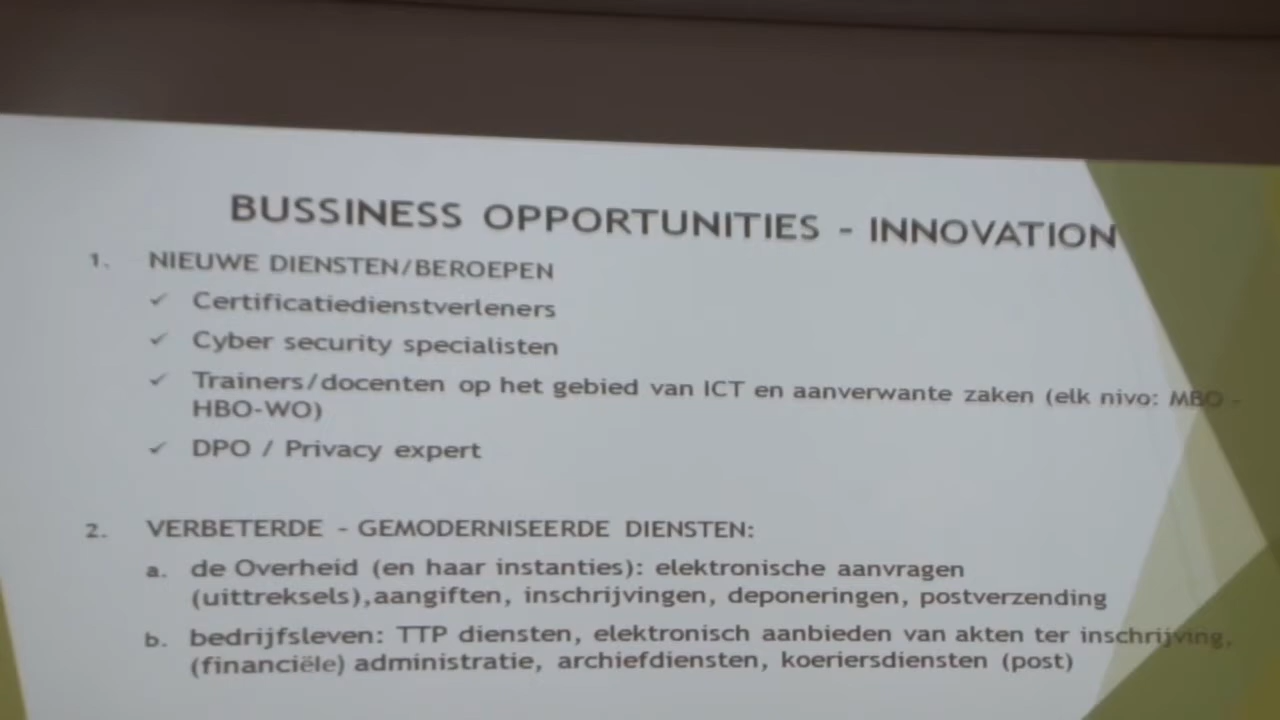 BUSSINESS OPPORTUNITIES - INNOVATION
1. NIEUWE DIENSTEN/BEROEPEN
✓ Certificatiedienstverleners
✓ Cyber security specialisten
✓ Trainers/docenten op het gebied van ICT en aanverwante zaken (elk nivo: MBO -
HBO-WO)
✓ DPO / Privacy expert
2. VERBETERDE - GEMODERNISEERDE DIENSTEN:
a. de Overheid (en haar instanties): elektronische aanvragen
(uittreksels),aangiften, inschrijvingen, deponeringen, postverzending
b. bedrijfsleven: TTP diensten, elektronisch aanbieden van akten ter inschrijving,
(financiële) administratie, archiefdiensten, koeriersdiensten (post)